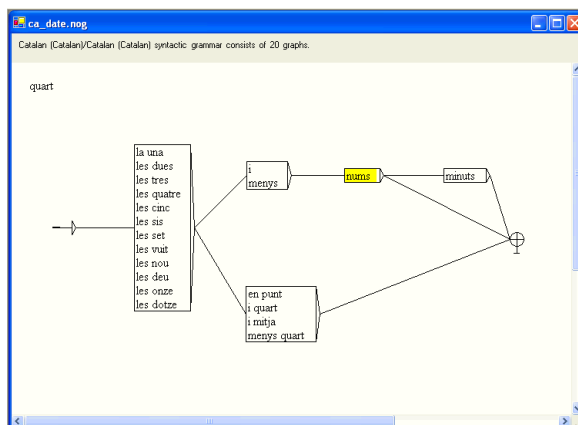 ca_date.nog
Catalan (Catalan)/Catalan (Catalan) syntactic grammar consists of 20 graphs.
quart
la una
les dues
les tres
les quatre
les cinc
les sis
les set
les vuit
les nou
les deu
les onze
les dotze
i
menys
nums
minuts
en punt
i quart
i mitja
menys quart